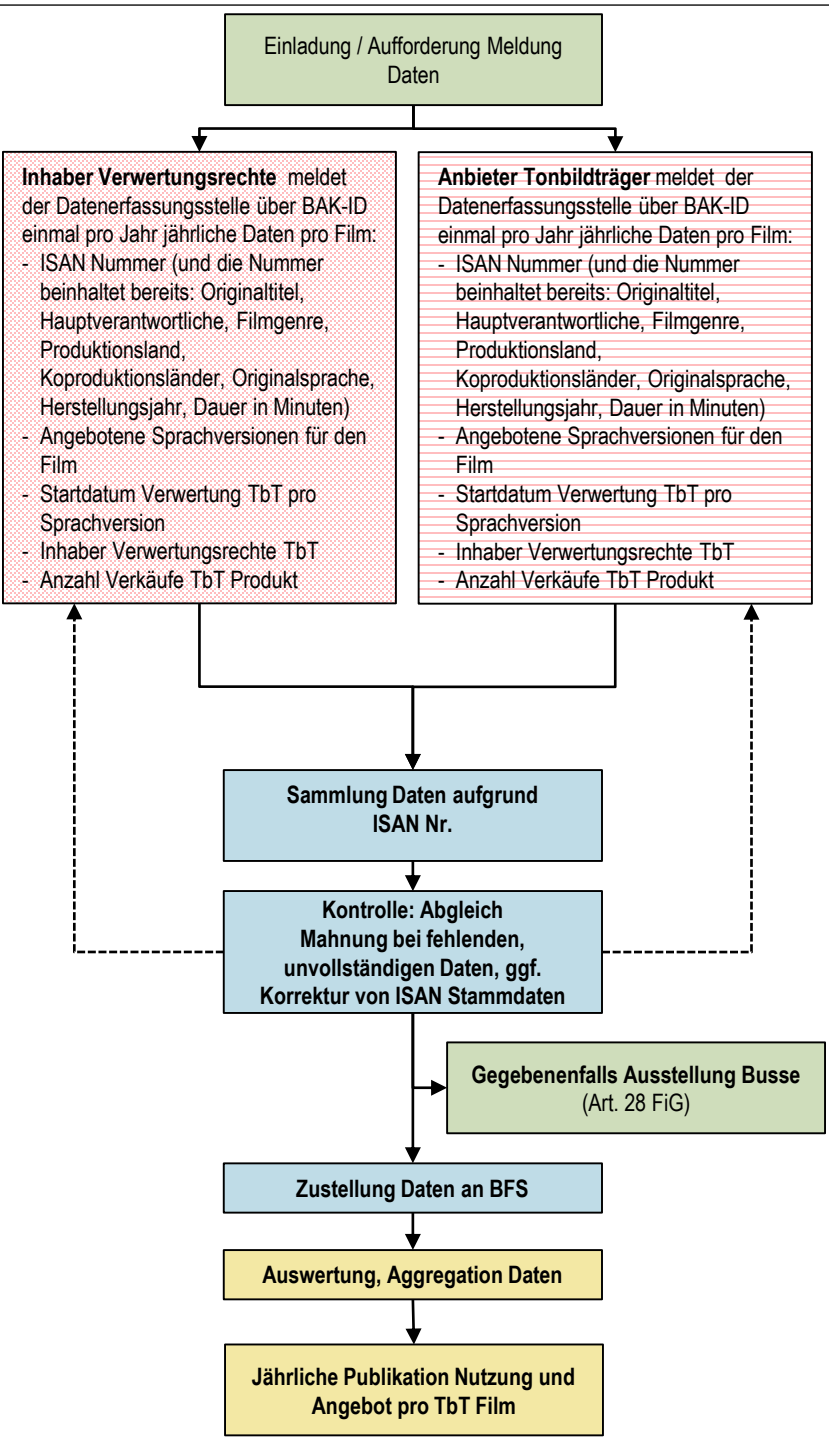 Einladung / Aufforderung Meldung
Daten
Inhaber Verwertungsrechte meldet
der Datenerfassungsstelle über BAK-ID
einmal pro Jahr jährliche Daten pro Film:
- ISAN Nummer (und die Nummer
beinhaltet bereits: Originaltitel,
Hauptverantwortliche, Filmgenre,
Produktionsland,
Koproduktionsländer, Originalsprache,
Herstellungsjahr, Dauer in Minuten)
- Angebotene Sprachversionen für den
Film
- Startdatum Verwertung TbT pro
Sprachversion
- Inhaber Verwertungsrechte TbT
- Anzahl Verkäufe TbT Produkt
Anbieter Tonbildträger meldet der
Datenerfassungsstelle über BAK-ID
einmal pro Jahr jährliche Daten pro Film:
- ISAN Nummer (und die Nummer
beinhaltet bereits: Originaltitel,
Hauptverantwortliche, Filmgenre,
Produktionsland,
Koproduktionsländer, Originalsprache,
Herstellungsjahr, Dauer in Minuten)
- Angebotene Sprachversionen für den
Film
- Startdatum Verwertung TbT pro
Sprachversion
- Inhaber Verwertungsrechte TbT
- Anzahl Verkäufe TbT Produkt
Sammlung Daten aufgrund
ISAN Nr.
Kontrolle: Abgleich
Mahnung bei fehlenden,
unvollständigen Daten, ggf.
Korrektur von ISAN Stammdaten
Gegebenenfalls Ausstellung Busse
(Art. 28 FiG)
Zustellung Daten an BFS
Auswertung, Aggregation Daten
Jährliche Publikation Nutzung und
Angebot pro TbT Film